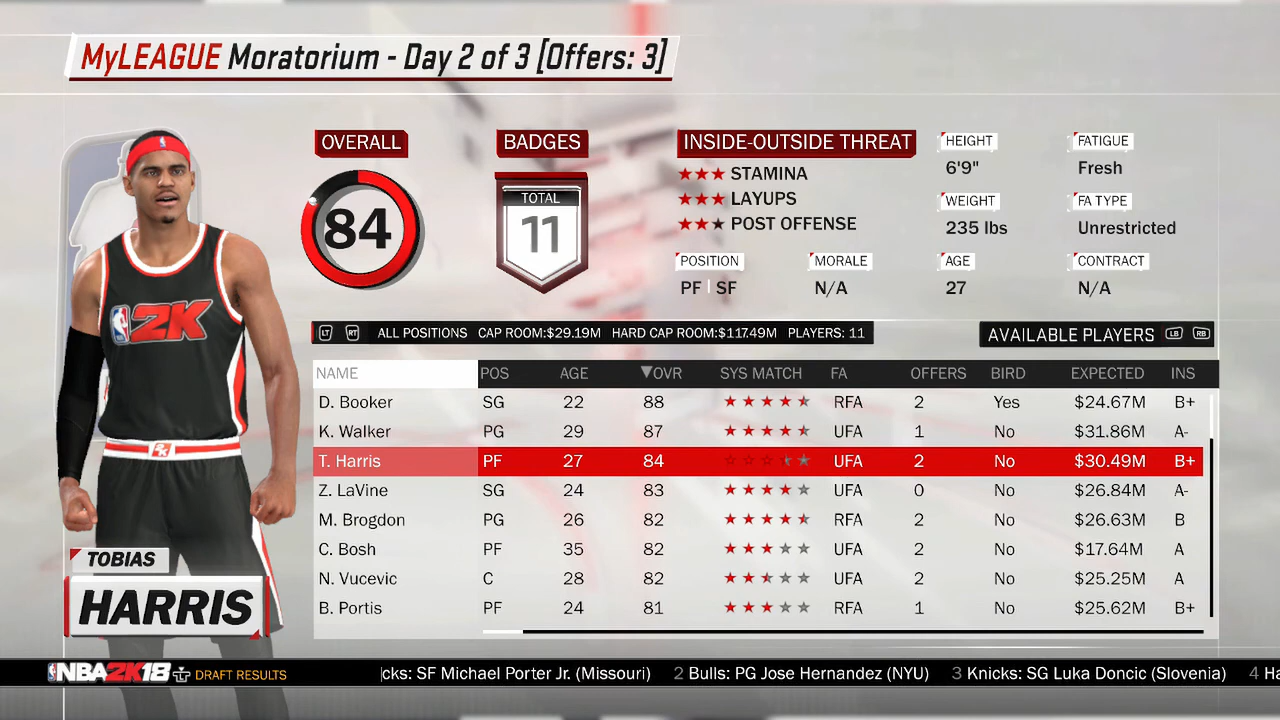 MyLEAGUE Moratorium - Day 2 of 3 [Offers: 3]
OVERALL
84
BADGES
TOTAL
11
INSIDE-OUTSIDE THREAT
★★★ STAMINA
★★★ LAYUPS
★★★ POST OFFENSE
POSITION
PF | SF
MORALE
N/A
HEIGHT
6'9"
WEIGHT
235 lbs
AGE
27
FATIGUE
Fresh
FA TYPE
Unrestricted
CONTRACT
N/A
2K
LT RT ALL POSITIONS CAP ROOM:$29.19M HARD CAP ROOM:$117.49M PLAYERS: 11
AVAILABLE PLAYERS LB RB
NAME POS AGE ▼OVR SYS MATCH FA OFFERS BIRD EXPECTED INS
D. Booker SG 22 88 RFA 2 Yes $24.67M B+
K. Walker PG 29 87 UFA 1 No $31.86M A-
T. Harris PF 27 84 UFA 2 No $30.49M B+
Z. LaVine SG 24 83 UFA 0 No $26.84M A-
M. Brogdon PG 26 82 RFA 2 No $26.63M B
C. Bosh PF 35 82 UFA 2 No $17.64M A
N. Vucevic C 28 82 UFA 2 No $25.25M A
B. Portis PF 24 81 RFA 1 No $25.62M B+
TOBIAS
HARRIS
NBA2K18 DRAFT RESULTS cks: SF Michael Porter Jr. (Missouri) 2 Bulls: PG Jose Hernandez (NYU) 3 Knicks: SG Luka Doncic (Slovenia) 4 Ha